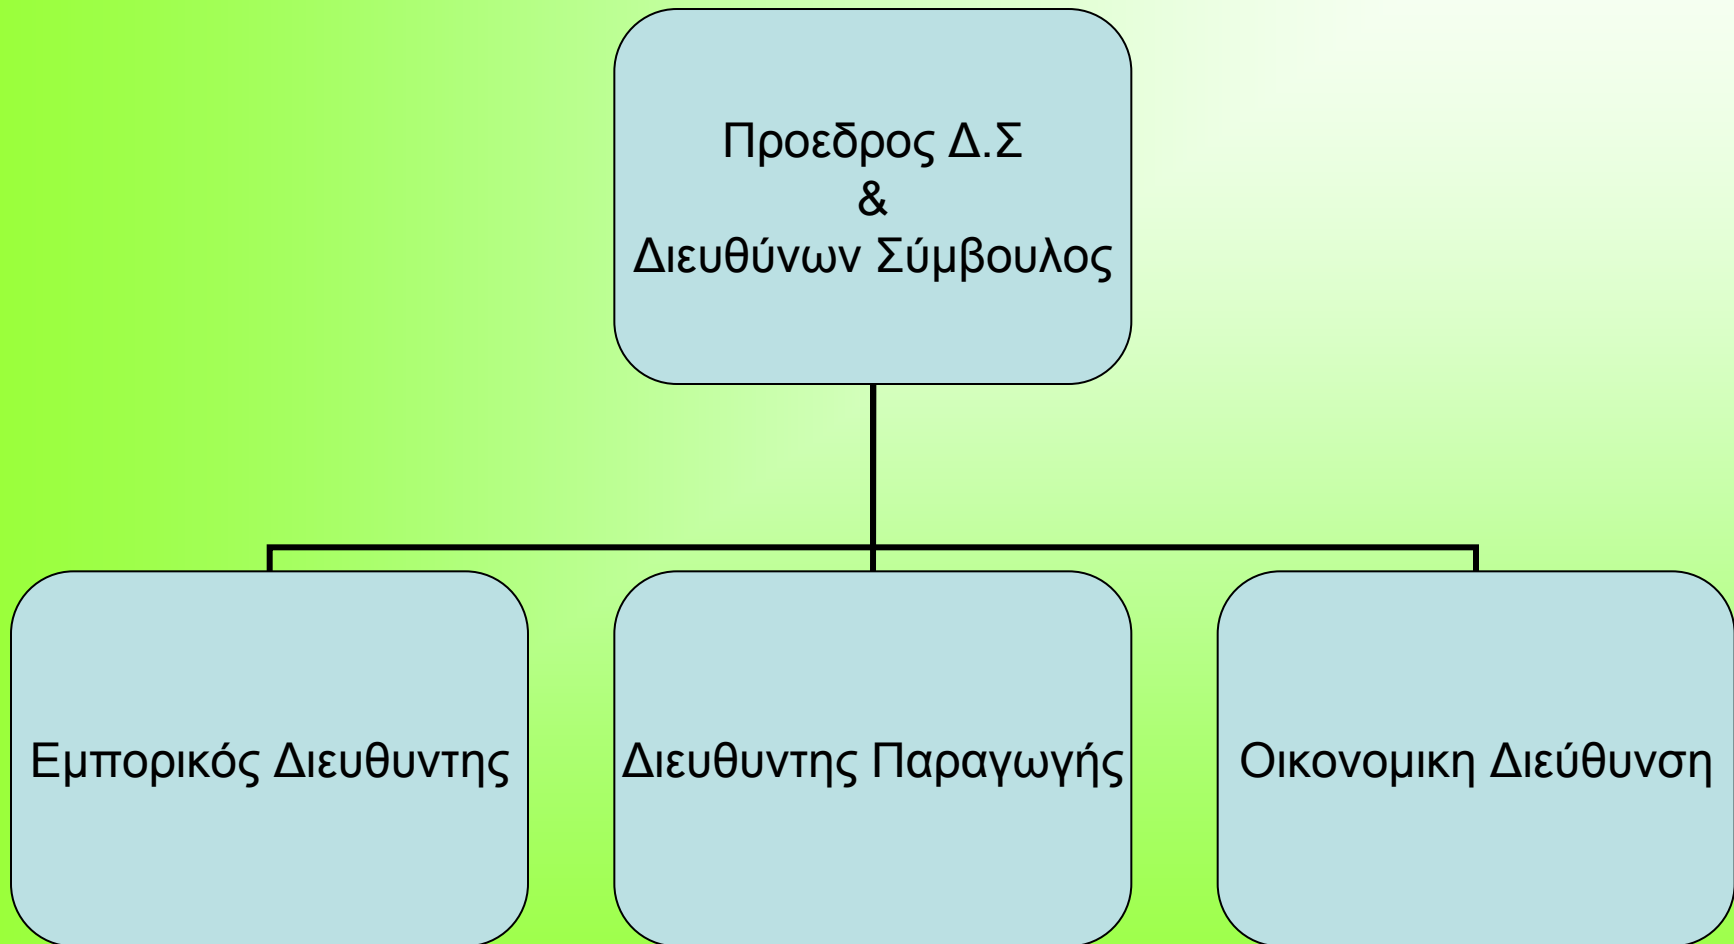 Προεδρος Δ.Σ
&
Διευθύνων Σύμβουλος
Εμπορικός Διευθυντης
Διευθυντης Παραγωγής
Οικονομικη Διεύθυνση